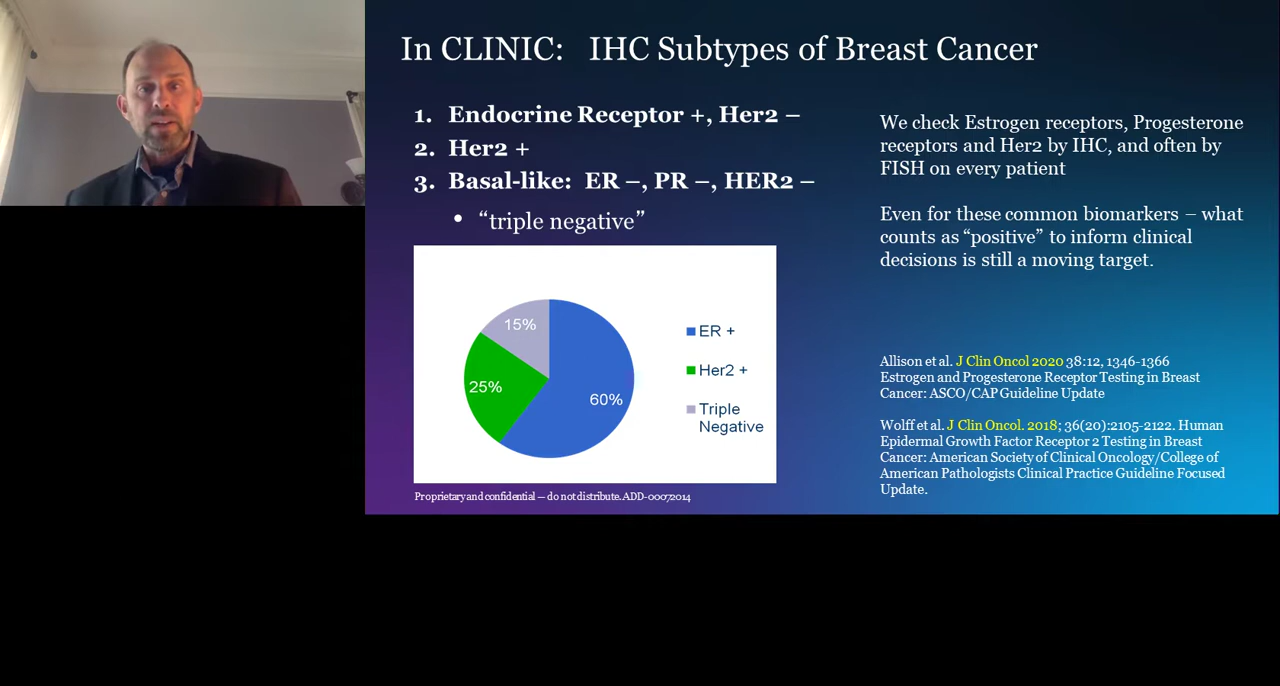 In CLINIC: IHC Subtypes of Breast Cancer
1. Endocrine Receptor +, Her2 –
2. Her2 +
3. Basal-like: ER –, PR –, HER2 –
• “triple negative”
15%
25%
60%
ER +
Her2 +
Triple
Negative
Proprietary and confidential — do not distribute. ADD-00072014
We check Estrogen receptors, Progesterone
receptors and Her2 by IHC, and often by
FISH on every patient
Even for these common biomarkers – what
counts as “positive” to inform clinical
decisions is still a moving target.
Allison et al. J Clin Oncol 2020 38:12, 1346-1366
Estrogen and Progesterone Receptor Testing in Breast
Cancer: ASCO/CAP Guideline Update
Wolff et al. J Clin Oncol. 2018; 36(20):2105-2122. Human
Epidermal Growth Factor Receptor 2 Testing in Breast
Cancer: American Society of Clinical Oncology/College of
American Pathologists Clinical Practice Guideline Focused
Update.